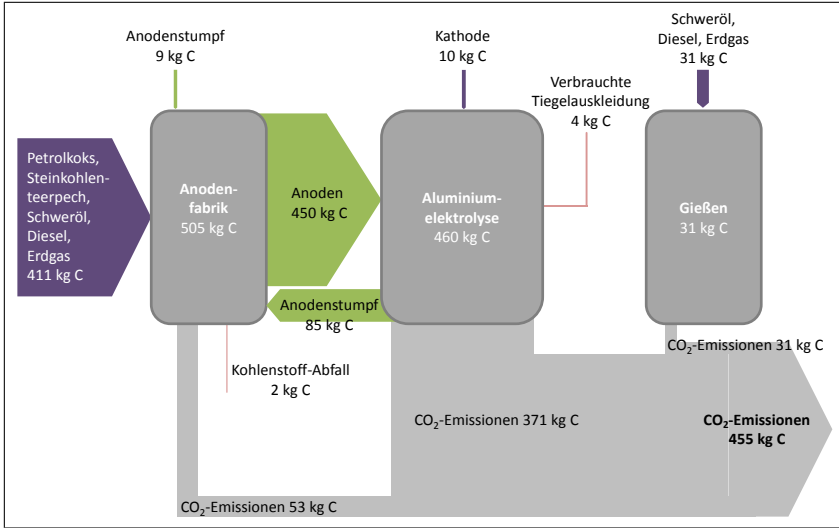 Anodenstumpf
9 kg C
Kathode
10 kg C
Schweröl,
Diesel, Erdgas
31 kg C
Verbrauchte
Tiegelauskleidung
4 kg C
Petrolkoks,
Steinkohlen-
teerpech,
Schweröl,
Diesel,
Erdgas
411 kg C
Anoden-
fabrik
505 kg C
Anoden
450 kg C
Aluminium-
elektrolyse
460 kg C
Gießen
31 kg C
Anodenstumpf
85 kg C
Kohlenstoff-Abfall
2 kg C
CO₂-Emissionen 31 kg C
CO₂-Emissionen 371 kg C
CO₂-Emissionen
455 kg C
CO₂-Emissionen 53 kg C